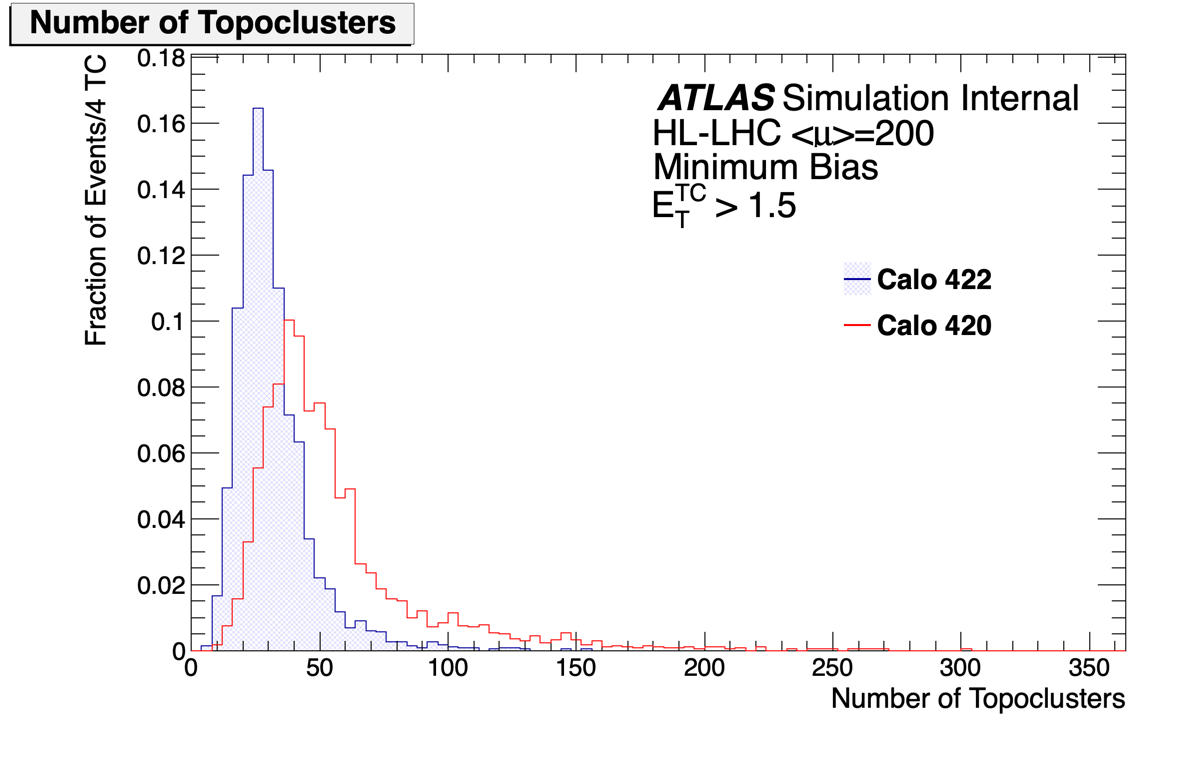 Number of Topoclusters
Fraction of Events/4 TC
0.18
0.16
0.14
0.12
0.1
0.08
0.06
0.04
0.02
0
ATLAS Simulation Internal
HL-LHC <μ>=200
Minimum Bias
E_T^TC > 1.5
Calo 422
Calo 420
0 50 100 150 200 250 300 350
Number of Topoclusters